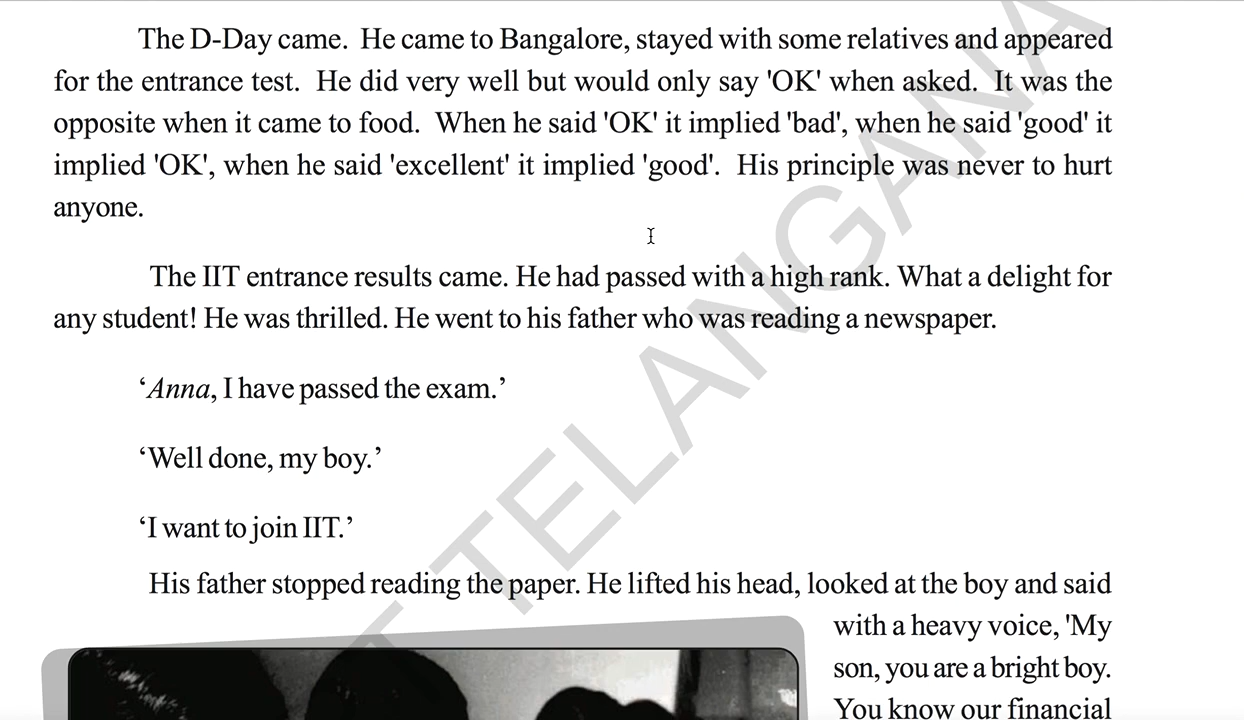 The D-Day came. He came to Bangalore, stayed with some relatives and appeared
for the entrance test. He did very well but would only say 'OK' when asked. It was the
opposite when it came to food. When he said 'OK' it implied 'bad', when he said 'good' it
implied 'OK', when he said 'excellent' it implied 'good'. His principle was never to hurt
anyone.
The IIT entrance results came. He had passed with a high rank. What a delight for
any student! He was thrilled. He went to his father who was reading a newspaper.
‘Anna, I have passed the exam.’
‘Well done, my boy.’
‘I want to join IIT.’
His father stopped reading the paper. He lifted his head, looked at the boy and said
with a heavy voice, 'My
son, you are a bright boy.
You know our financial
T TELANGANA